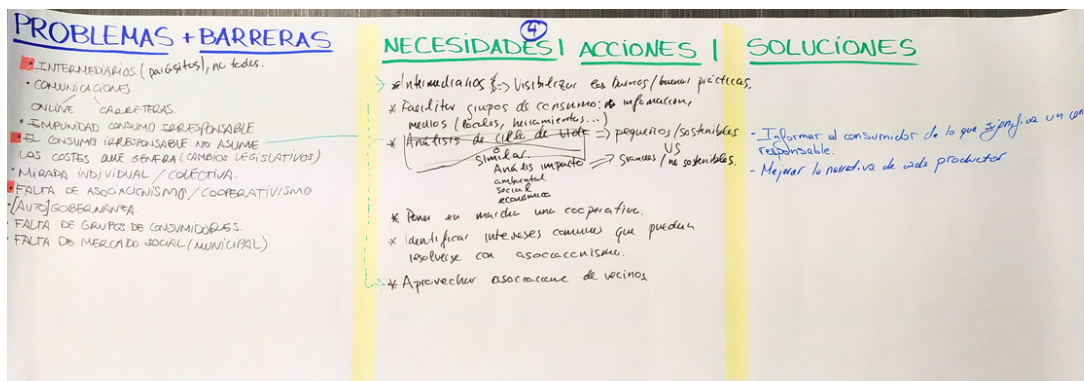 4
PROBLEMAS + BARRERAS
• INTERMEDIARIOS (parásitos), no todos.
• COMUNICACIONES
ONLINE CARRETERAS.
• IMPUNIDAD CONSUMO IRRESPONSABLE
• EL CONSUMO IRRESPONSABLE NO ASUME
LOS COSTES QUE GENERA (CAMBIOS LEGISLATIVOS)
• MIRADA INDIVIDUAL / COLECTIVA.
• FALTA DE ASOCIACIONISMO / COOPERATIVISMO
• [AUTO]GOBERNANZA
• FALTA DE GRUPOS DE CONSUMIDORES.
• FALTA DE MERCADO SOCIAL (MUNICIPAL)
NECESIDADES | ACCIONES |
* Intermediarios => Visibilizar los buenos/buenas prácticas.
* Facilitar grupos de consumo: información,
medios (locales, herramientas...)
* Análisis de ciclo de vida => pequeños/sostenibles
o similar VS
Análisis impacto => grandes / no sostenibles.
ambiental
social
económico
* Poner en marcha una cooperativa.
* Identificar intereses comunes que puedan
resolverse con asociacionismo.
* Aprovechar asociaciones de vecinos.
SOLUCIONES
- Informar al consumidor de lo que significa un con
responsable.
- Mejorar la narrativa de cada productor